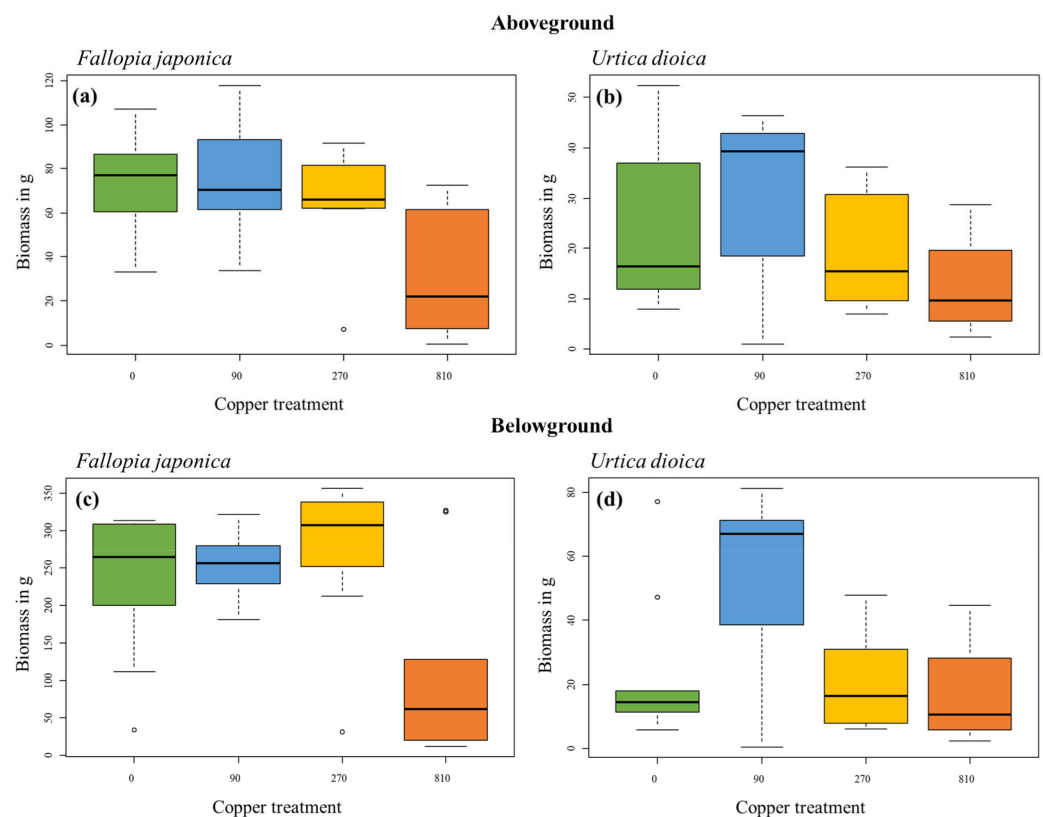 Aboveground
Fallopia japonica
Urtica dioica
(a)
Biomass in g
0 20 40 60 80 100 120
0 90 270 810
Copper treatment
(b)
Biomass in g
0 10 20 30 40 50
0 90 270 810
Copper treatment
Belowground
Fallopia japonica
Urtica dioica
(c)
Biomass in g
0 50 100 150 200 250 300 350
0 90 270 810
Copper treatment
(d)
Biomass in g
0 20 40 60 80
0 90 270 810
Copper treatment